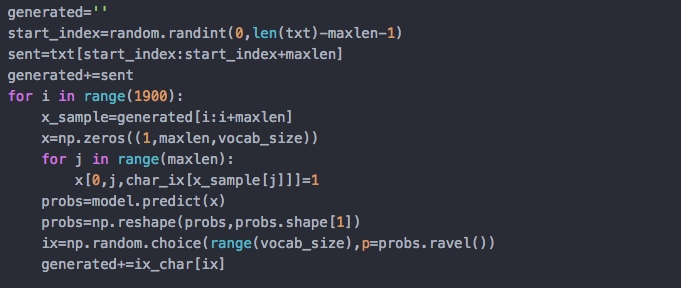 generated=''
start_index=random.randint(0,len(txt)-maxlen-1)
sent=txt[start_index:start_index+maxlen]
generated+=sent
for i in range(1900):
    x_sample=generated[i:i+maxlen]
    x=np.zeros((1,maxlen,vocab_size))
    for j in range(maxlen):
        x[0,j,char_ix[x_sample[j]]]=1
    probs=model.predict(x)
    probs=np.reshape(probs,probs.shape[1])
    ix=np.random.choice(range(vocab_size),p=probs.ravel())
    generated+=ix_char[ix]